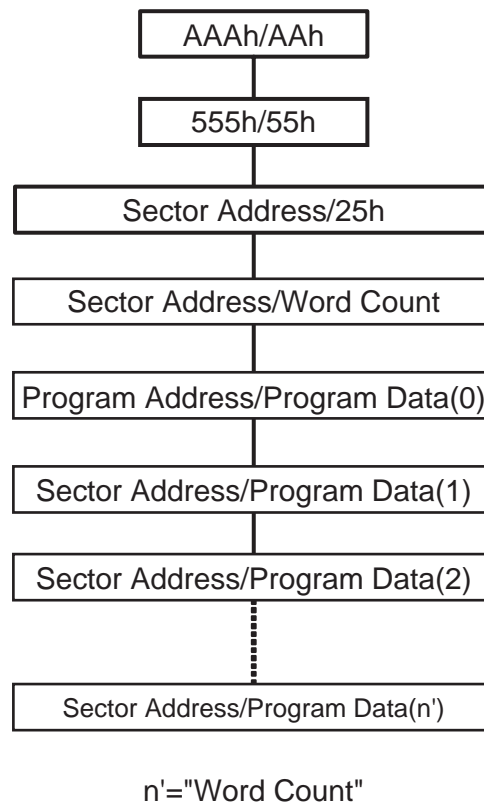 AAAh/AAh
555h/55h
Sector Address/25h
Sector Address/Word Count
Program Address/Program Data(0)
Sector Address/Program Data(1)
Sector Address/Program Data(2)
Sector Address/Program Data(n')
n'="Word Count"